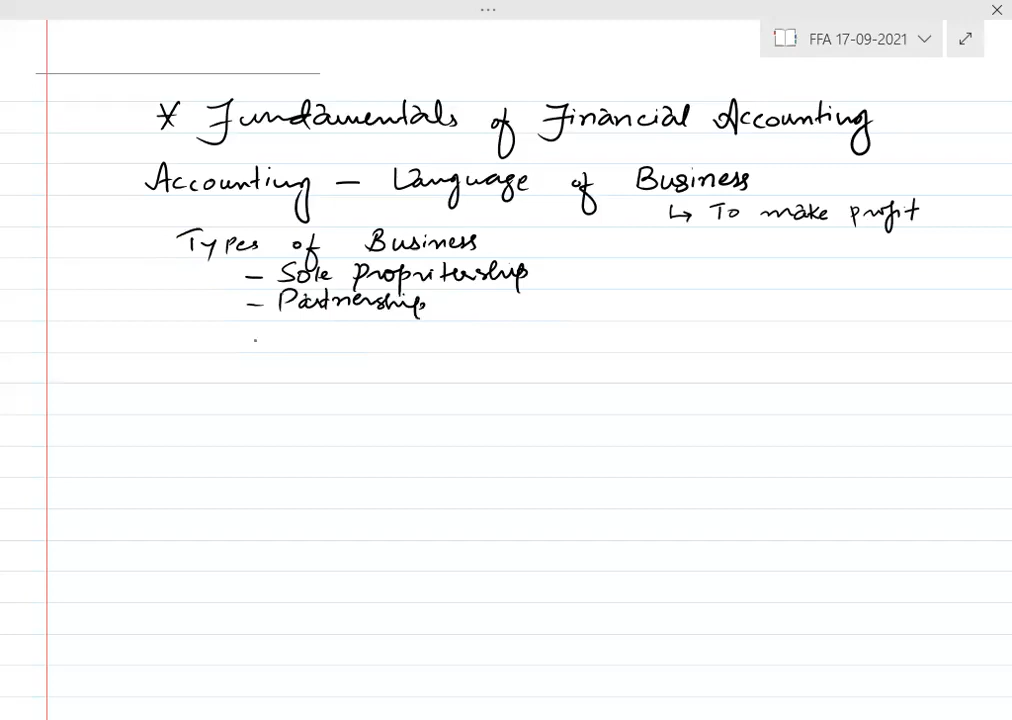 FFA 17-09-2021
* Fundamentals of Financial Accounting
Accounting - Language of Business
↳ To make profit
Types of Business
- Sole Propritership
- Partnership